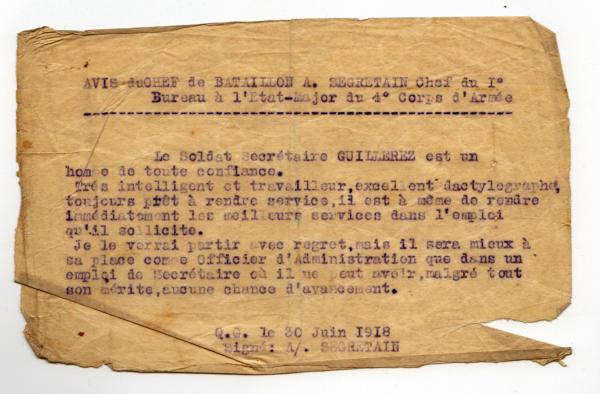 AVIS duCHEF de BATAILLON A. SEGRETAIN Chef du I°
Bureau à l'Etat-Major du 4° Corps d'Armée
Le Soldat Secrétaire GUILLEREZ est un
homme de toute confiance.
Très intelligent et travailleur,excellent dactylographe,
toujours prêt à rendre service,il est à même de rendre
immédiatement les meilleurs services dans l'emploi
qu'il sollicite.
Je le verrai partir avec regret,mais il sera mieux à
sa place comme Officier d'Administration que dans un
emploi de Secrétaire où il ne peut avoir,malgré tout
son mérite,aucune chance d'avancement.
Q.G. le 30 Juin 1918
Signé: A/. SEGRETAIN